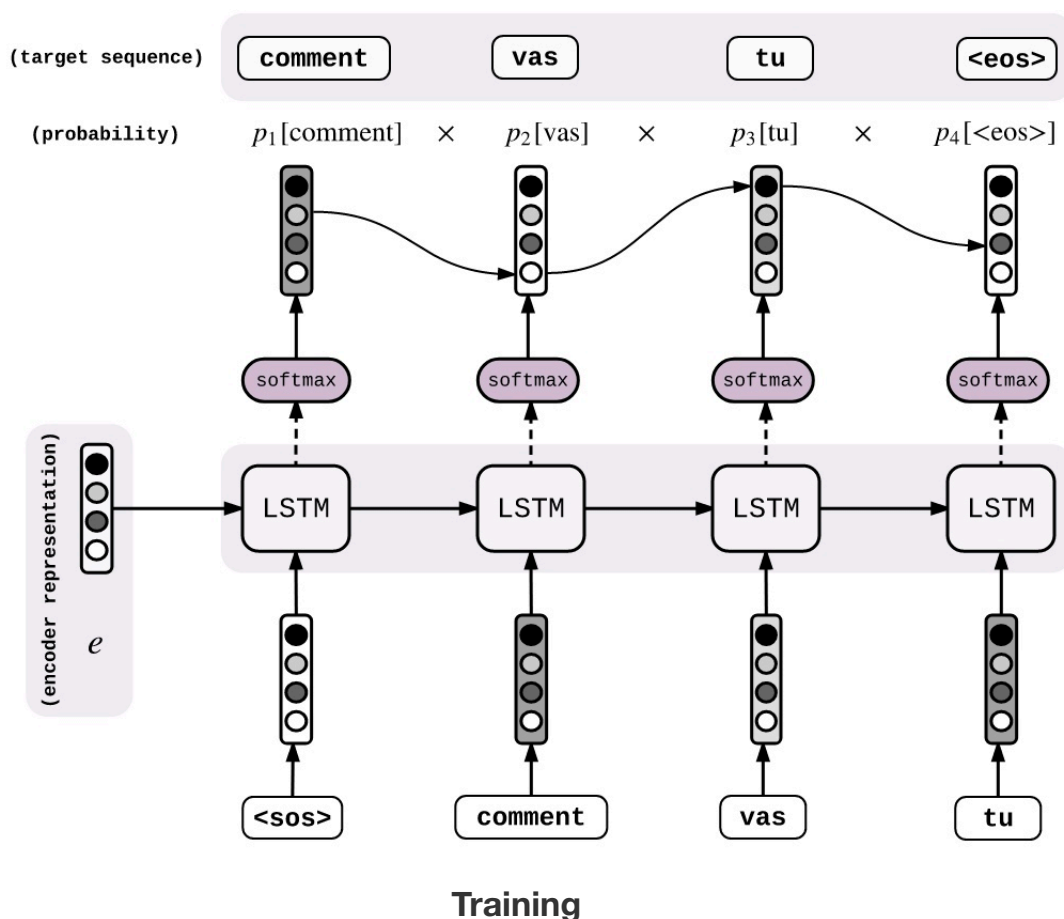 (target sequence) comment vas tu <eos>
(probability) p₁[comment] × p₂[vas] × p₃[tu] × p₄[<eos>]
softmax softmax softmax softmax
(encoder representation)
LSTM LSTM LSTM LSTM
e
<sos> comment vas tu
Training